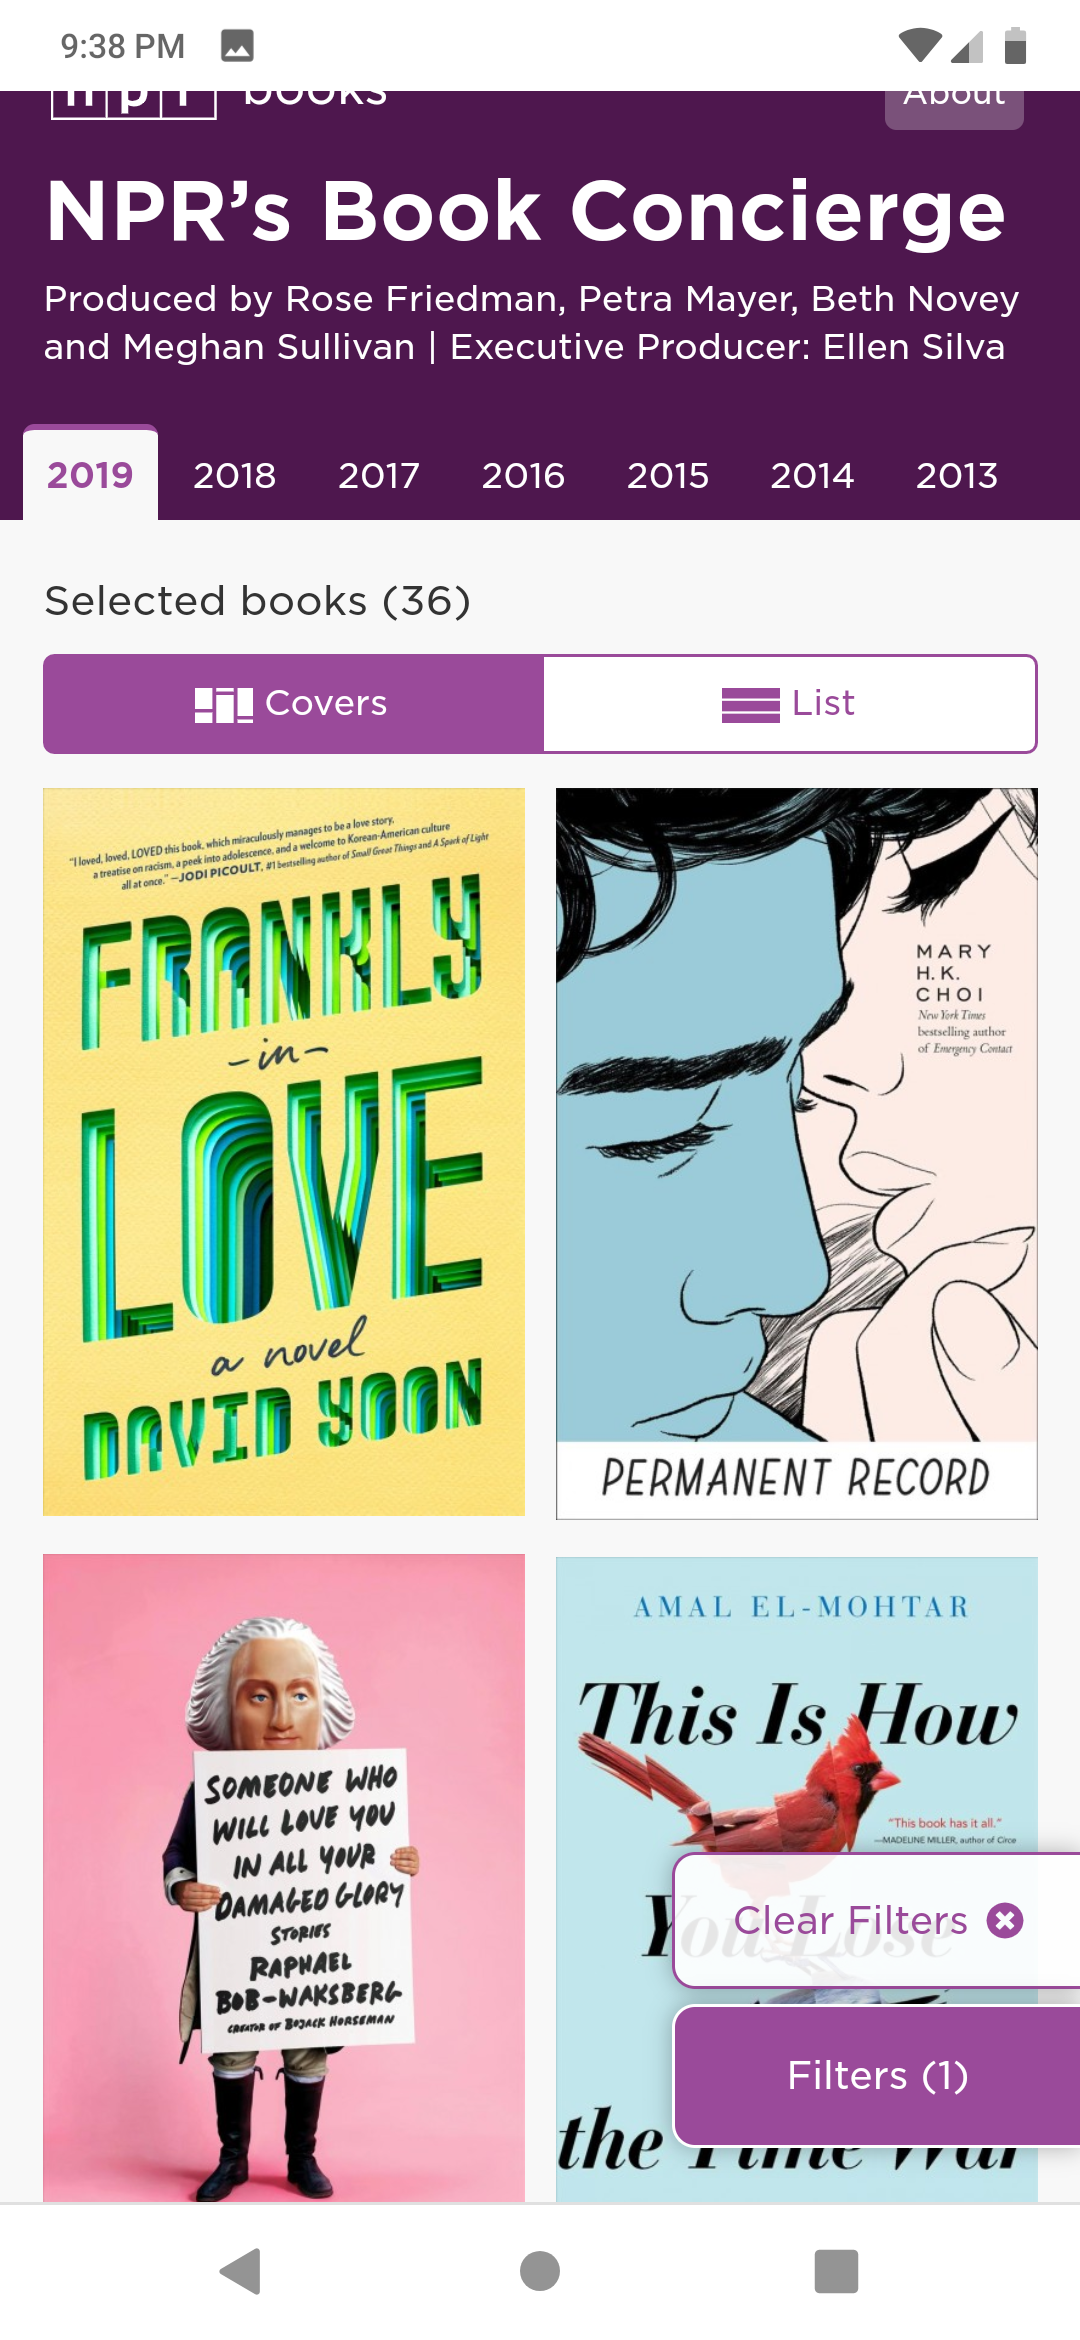 9:38 PM
npr books
About
NPR’s Book Concierge
Produced by Rose Friedman, Petra Mayer, Beth Novey
and Meghan Sullivan | Executive Producer: Ellen Silva
2019 2018 2017 2016 2015 2014 2013
Selected books (36)
Covers
List
"I loved, loved, LOVED this book, which miraculously manages to be a love story,
a treatise on racism, a peek into adolescence, and a welcome to Korean-American culture
all at once." —JODI PICOULT, #1 bestselling author of Small Great Things and A Spark of Light
FRANKLY
-in-
LOVE
a novel
DAVID YOON
MARY
H.K.
CHOI
New York Times
bestselling author
of Emergency Contact
PERMANENT RECORD
SOMEONE WHO
WILL LOVE YOU
IN ALL YOUR
DAMAGED GLORY
STORIES
RAPHAEL
BOB-WAKSBERG
CREATOR OF BOJACK HORSEMAN
AMAL EL-MOHTAR
This Is How
"This book has it all."
—MADELINE MILLER, author of Circe
You Lose
the Time War
Clear Filters
Filters (1)